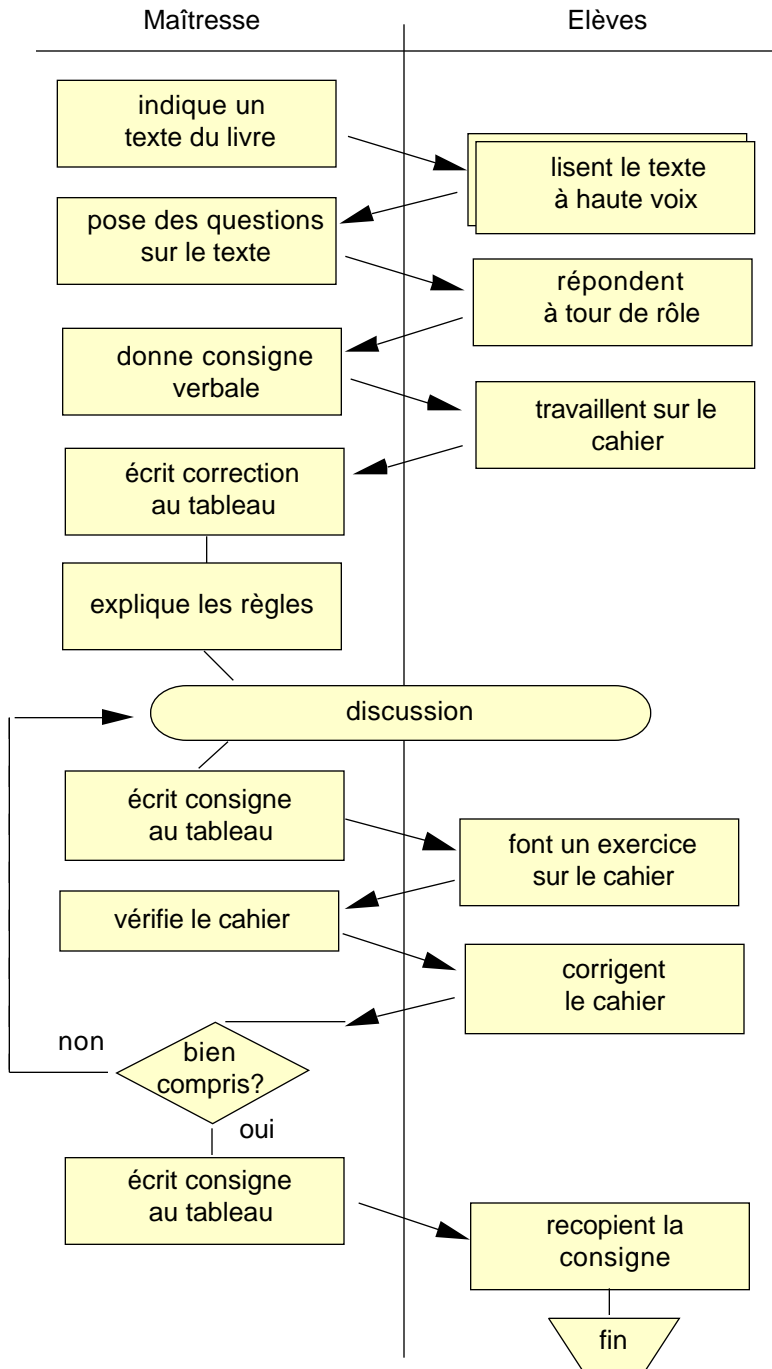 Maîtresse
Elèves
indique un
texte du livre
lisent le texte
à haute voix
pose des questions
sur le texte
répondent
à tour de rôle
donne consigne
verbale
travaillent sur le
cahier
écrit correction
au tableau
explique les règles
discussion
écrit consigne
au tableau
font un exercice
sur le cahier
vérifie le cahier
corrigent
le cahier
non
bien
compris?
oui
écrit consigne
au tableau
recopient la
consigne
fin